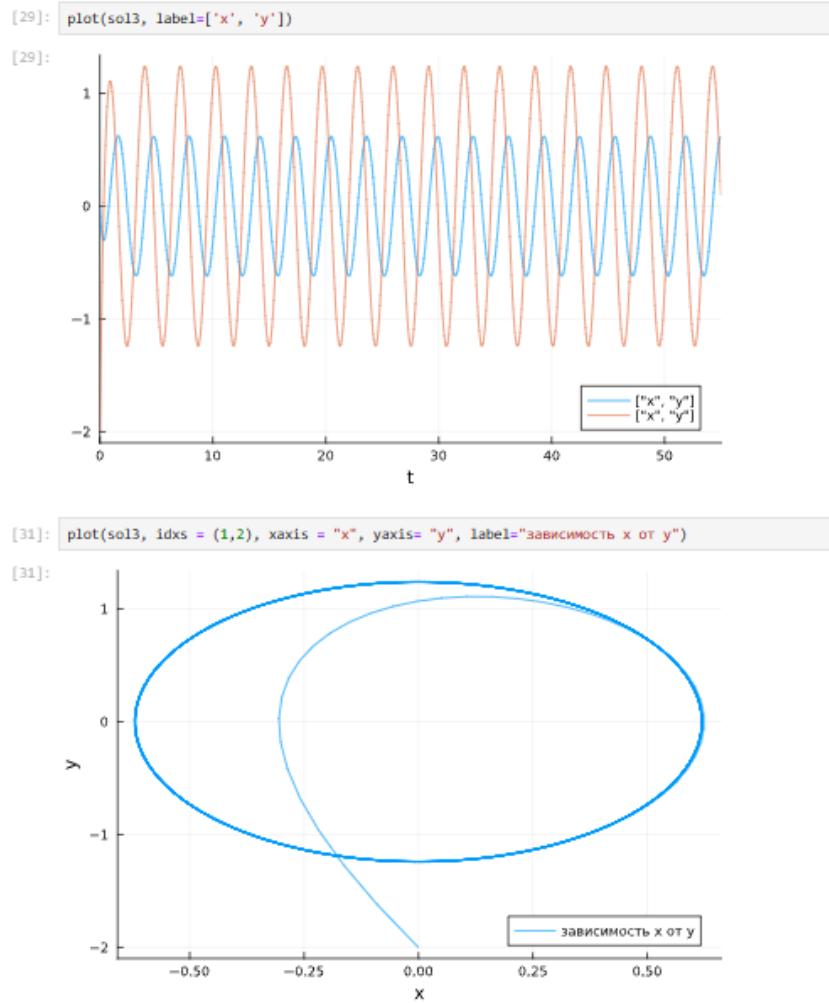 [29]: plot(sol3, label=['x', 'y'])
[29]:
1
0
−1
−2
0 10 20 30 40 50
t
["x", "y"]
["x", "y"]
[31]: plot(sol3, idxs = (1,2), xaxis = "x", yaxis= "y", label="зависимость x от y")
[31]:
1
0
−1
−2
y
−0.50 −0.25 0.00 0.25 0.50
x
зависимость x от y